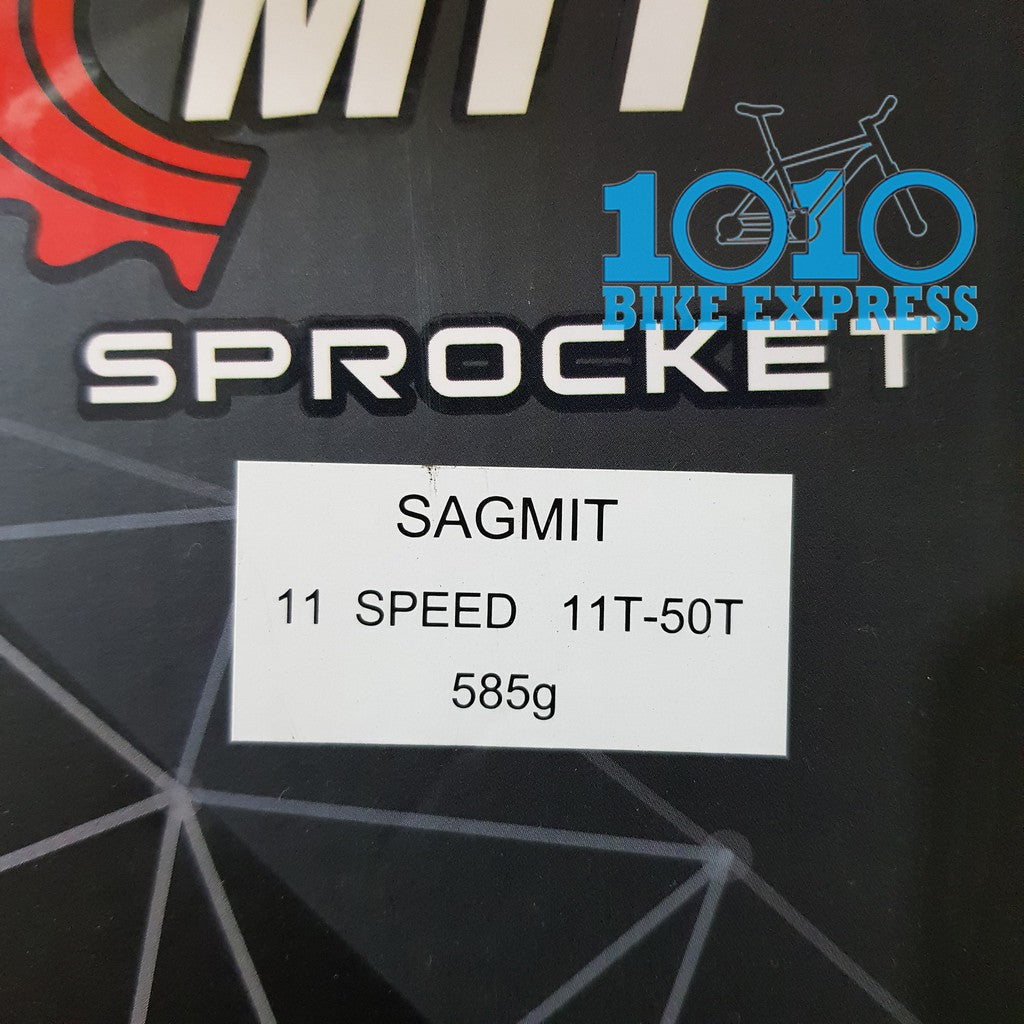 MIT
1010
BIKE EXPRESS
SPROCKET
SAGMIT
11 SPEED 11T-50T
585g